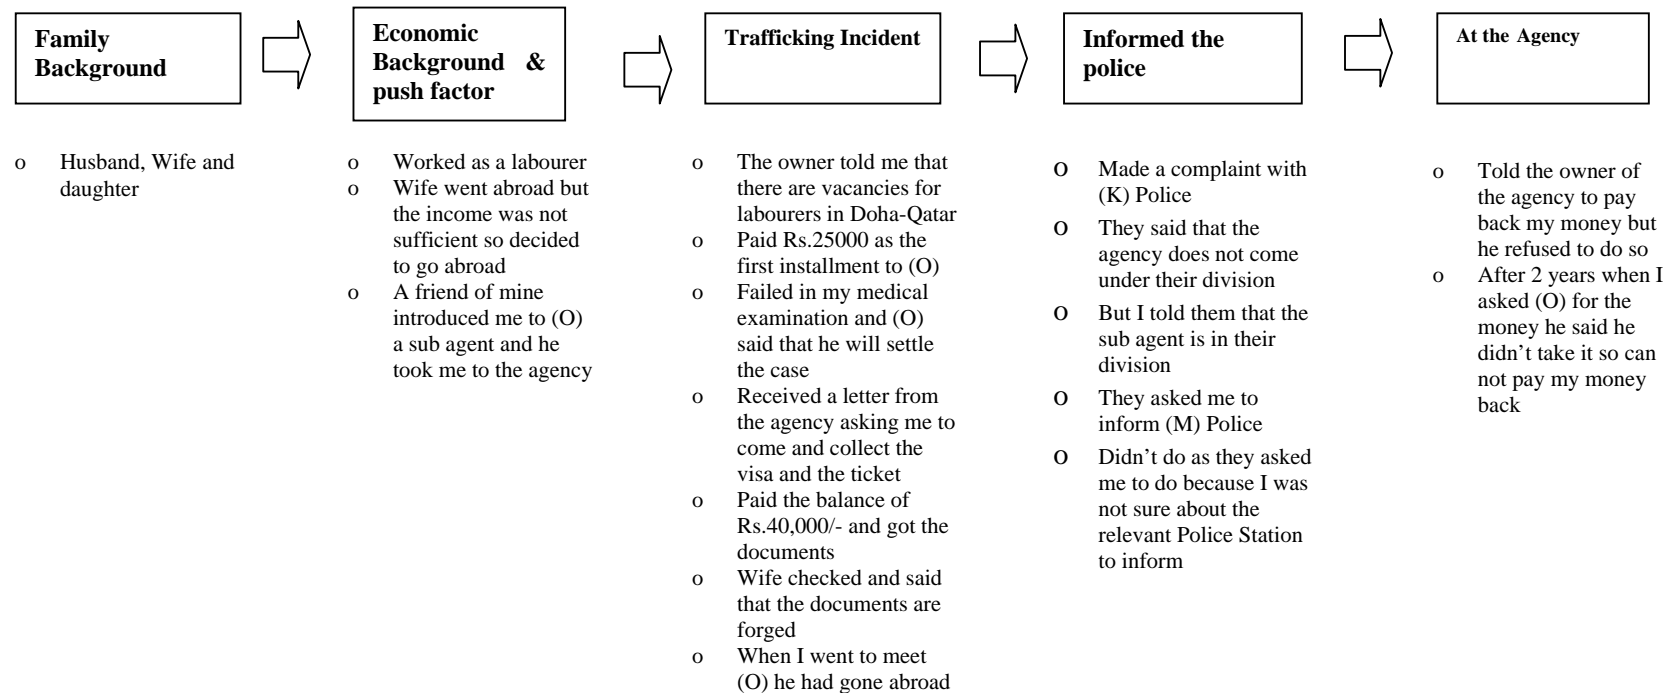 Family
Background
o Husband, Wife and
daughter
Economic
Background &
push factor
o Worked as a labourer
o Wife went abroad but
the income was not
sufficient so decided
to go abroad
o A friend of mine
introduced me to (O)
a sub agent and he
took me to the agency
Trafficking Incident
o The owner told me that
there are vacancies for
labourers in Doha-Qatar
o Paid Rs.25000 as the
first installment to (O)
o Failed in my medical
examination and (O)
said that he will settle
the case
o Received a letter from
the agency asking me to
come and collect the
visa and the ticket
o Paid the balance of
Rs.40,000/- and got the
documents
o Wife checked and said
that the documents are
forged
o When I went to meet
(O) he had gone abroad
Informed the
police
o Made a complaint with
(K) Police
o They said that the
agency does not come
under their division
o But I told them that the
sub agent is in their
division
o They asked me to
inform (M) Police
o Didn't do as they asked
me to do because I was
not sure about the
relevant Police Station
to inform
At the Agency
o Told the owner of
the agency to pay
back my money but
he refused to do so
o After 2 years when I
asked (O) for the
money he said he
didn't take it so can
not pay my money
back